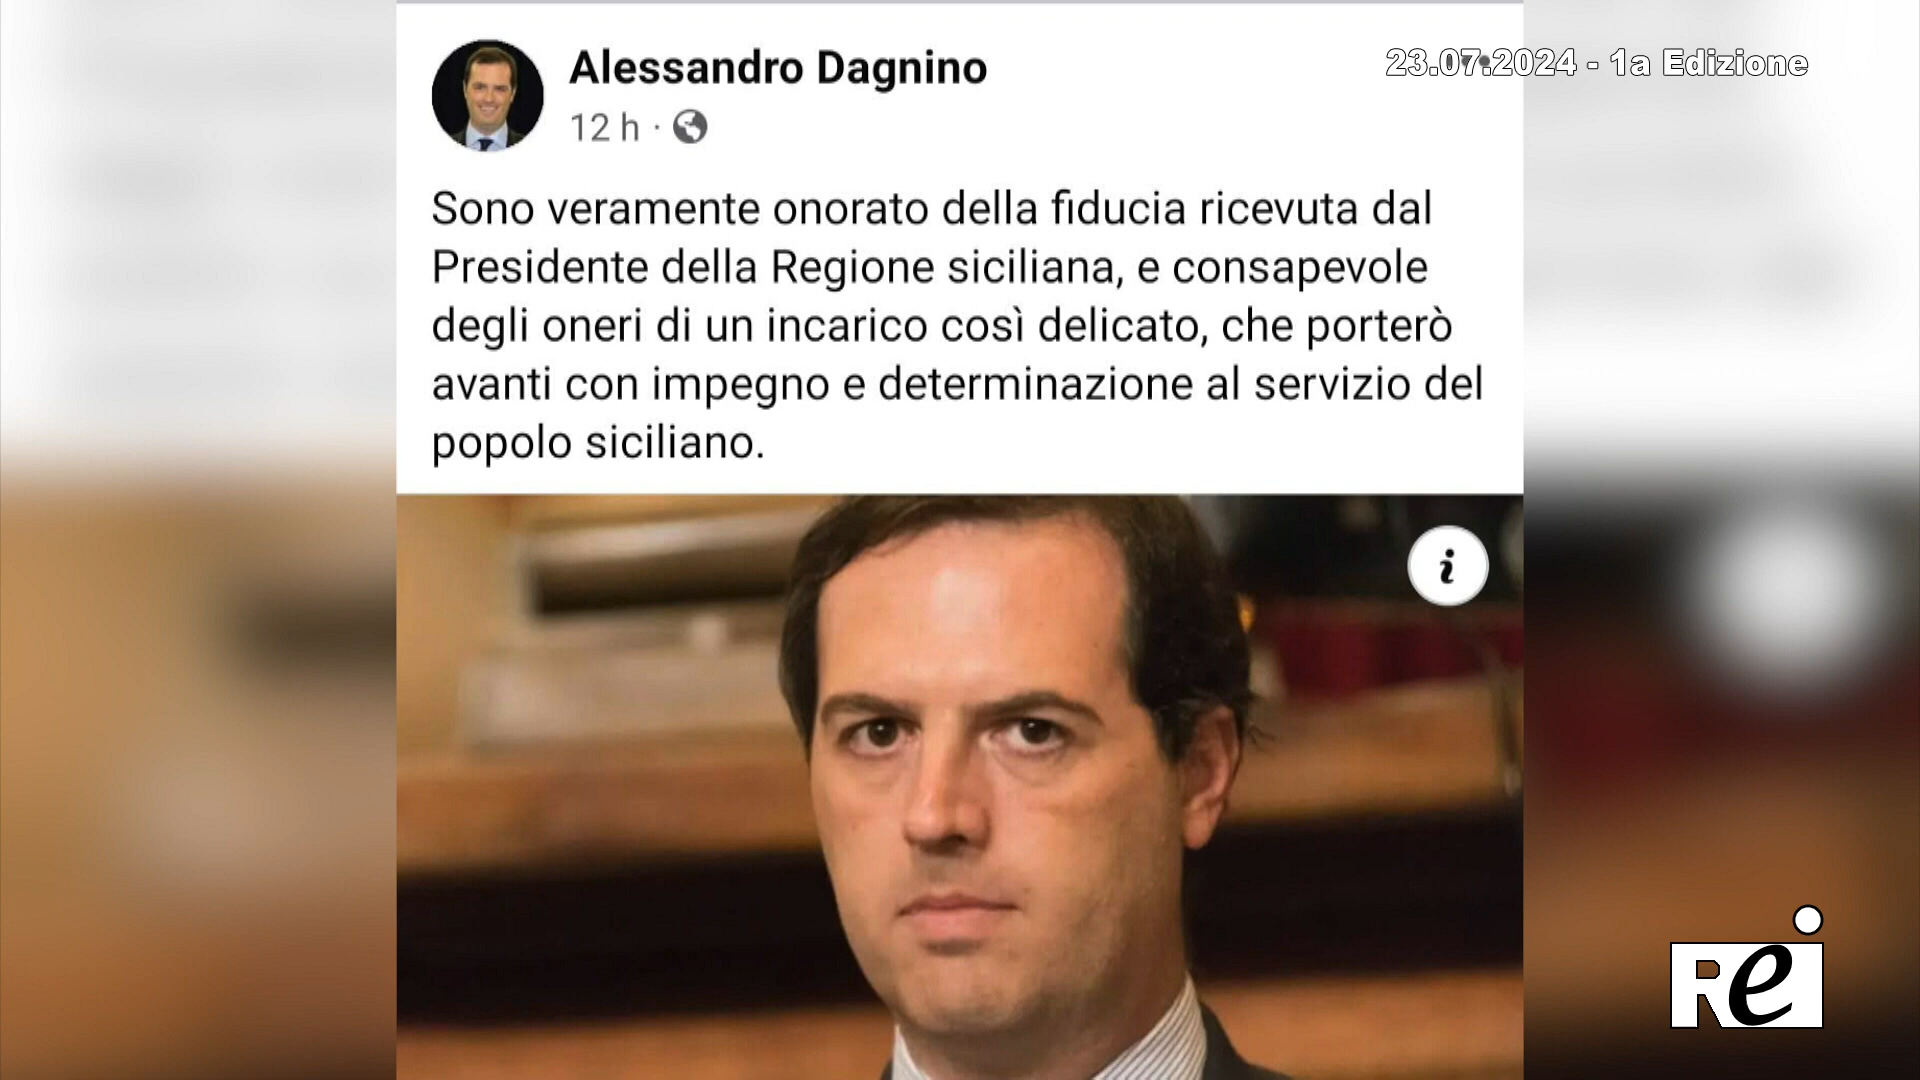 Alessandro Dagnino
23.07.2024 - 1a Edizione
12 h ·
Sono veramente onorato della fiducia ricevuta dal
Presidente della Regione siciliana, e consapevole
degli oneri di un incarico così delicato, che porterò
avanti con impegno e determinazione al servizio del
popolo siciliano.
i
Rei